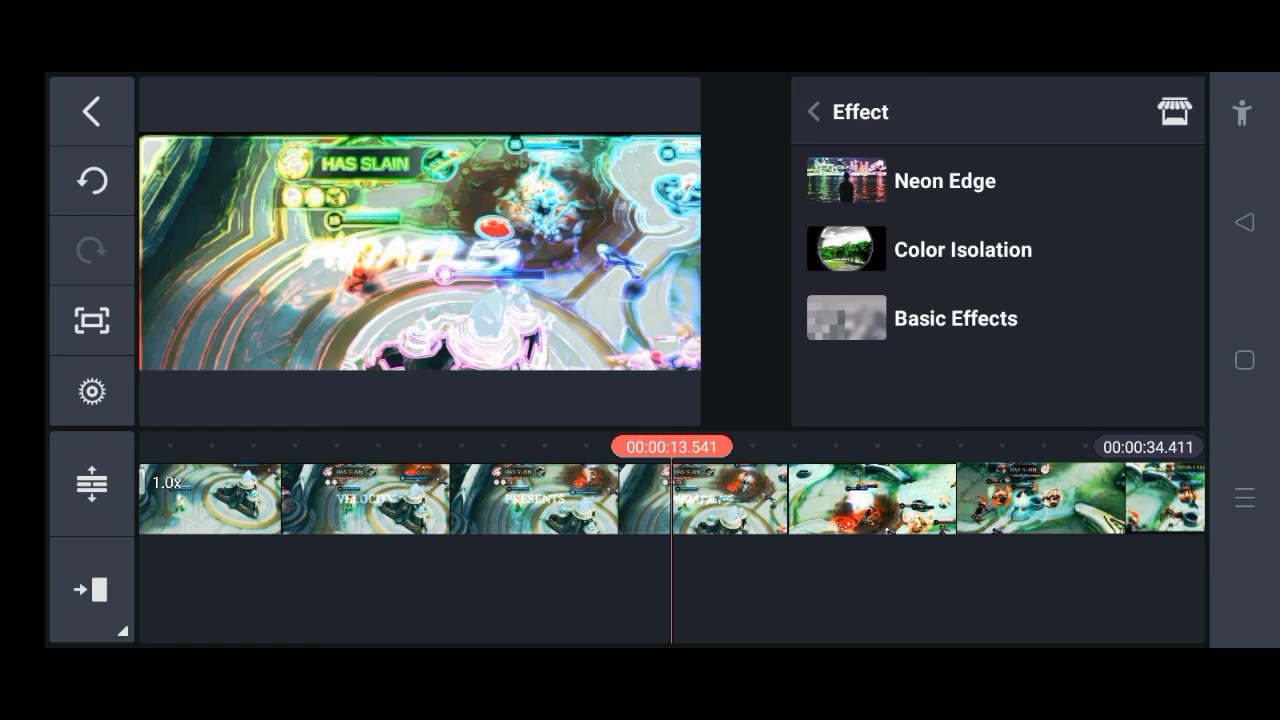 Effect
HAS SLAIN
Neon Edge
Color Isolation
Basic Effects
00:00:13.541
00:00:34.411
1.0x
VELOCITY
PRESENTS